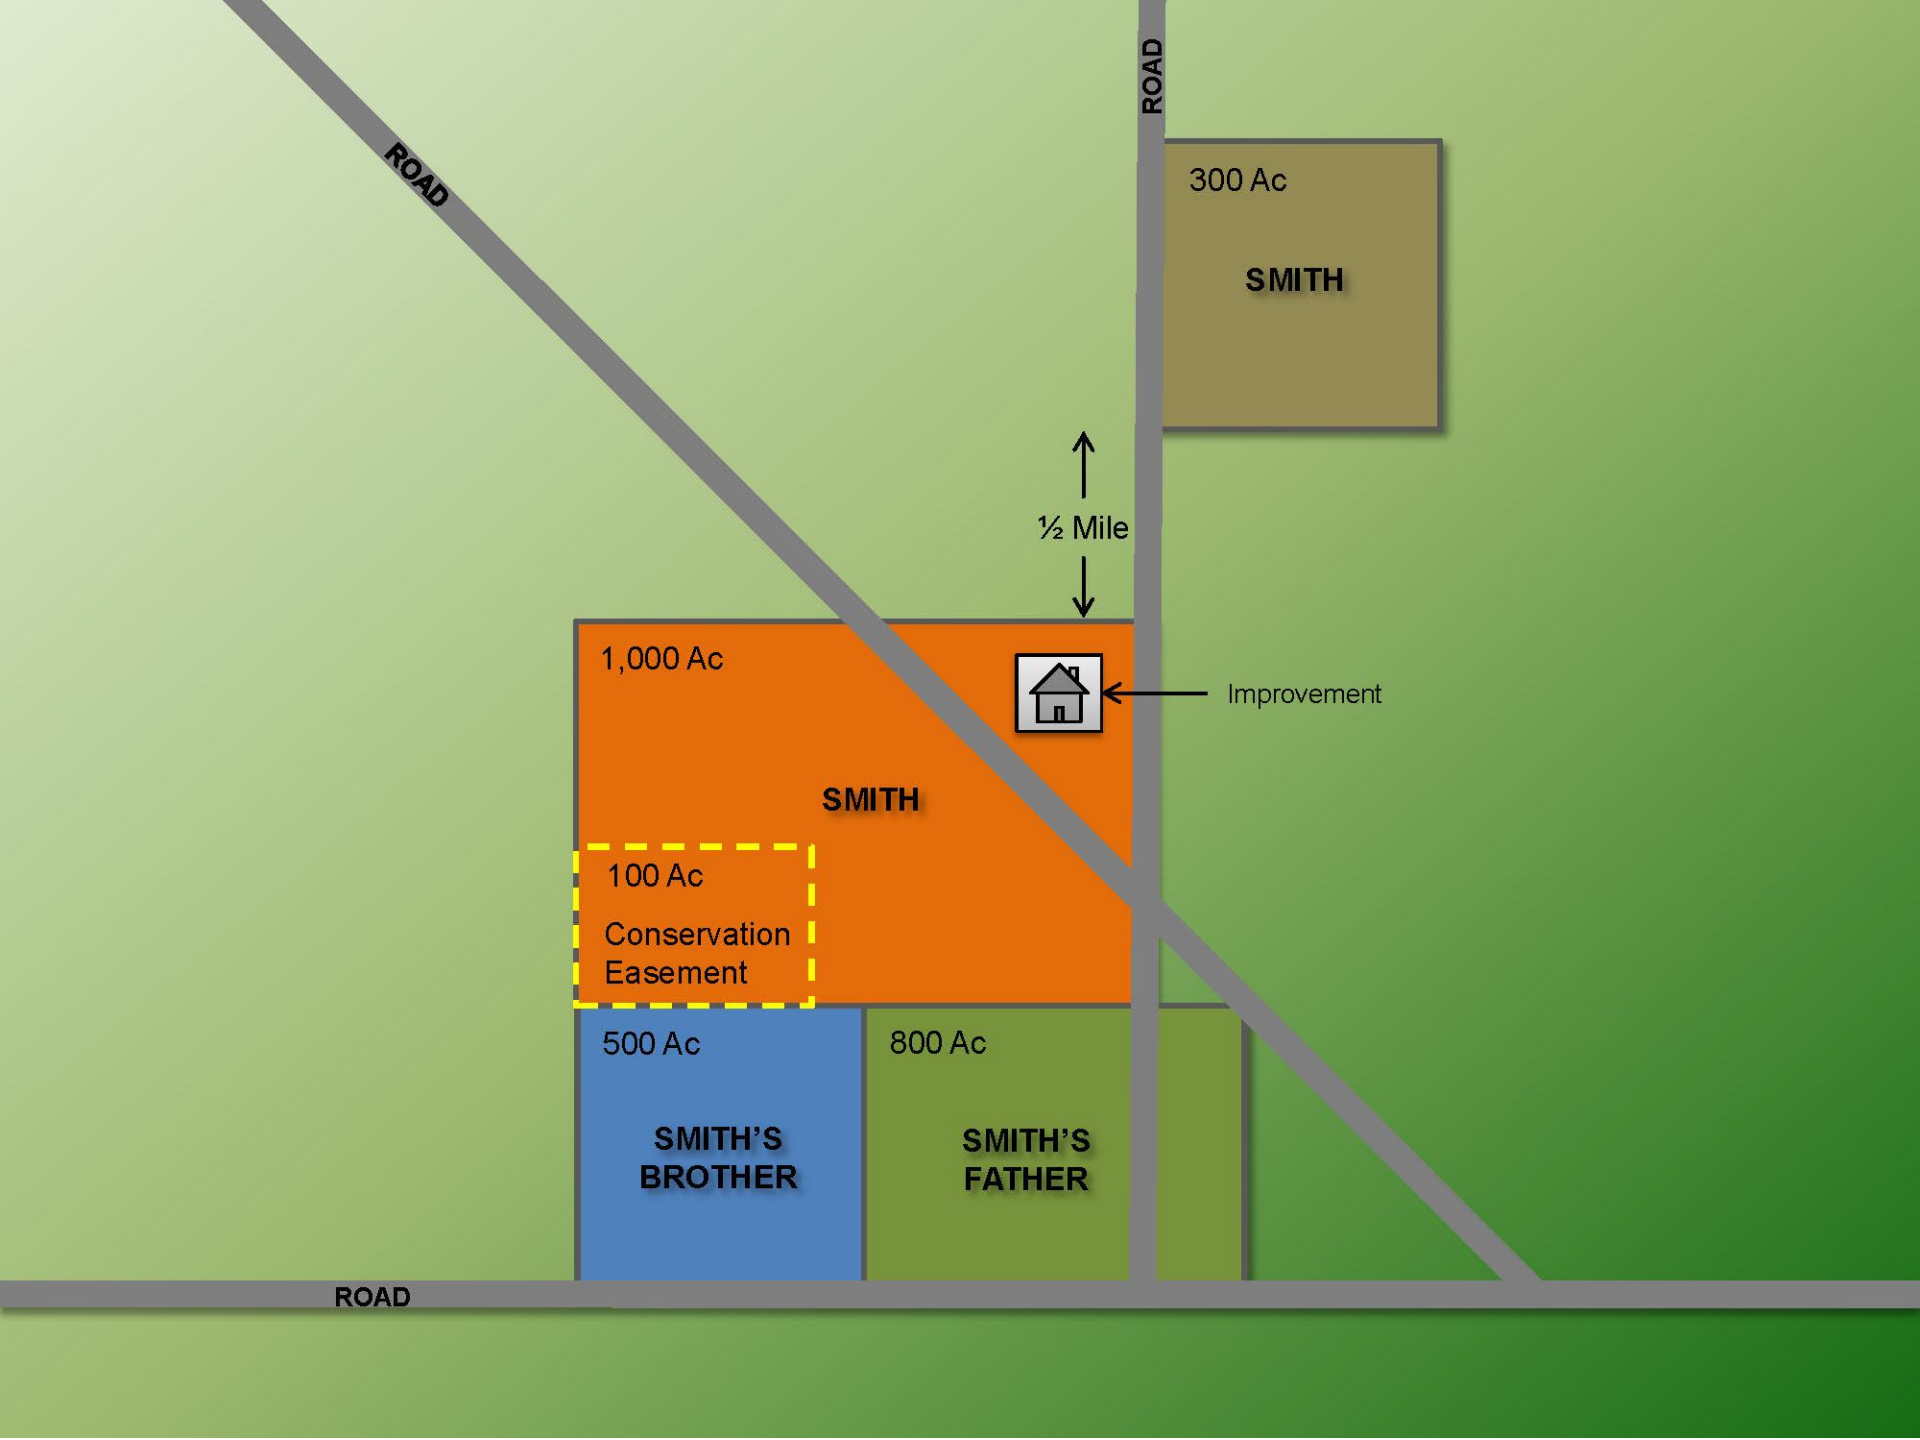 ROAD
ROAD
300 Ac
SMITH
½ Mile
1,000 Ac
Improvement
SMITH
100 Ac
Conservation
Easement
500 Ac
800 Ac
SMITH'S
BROTHER
SMITH'S
FATHER
ROAD